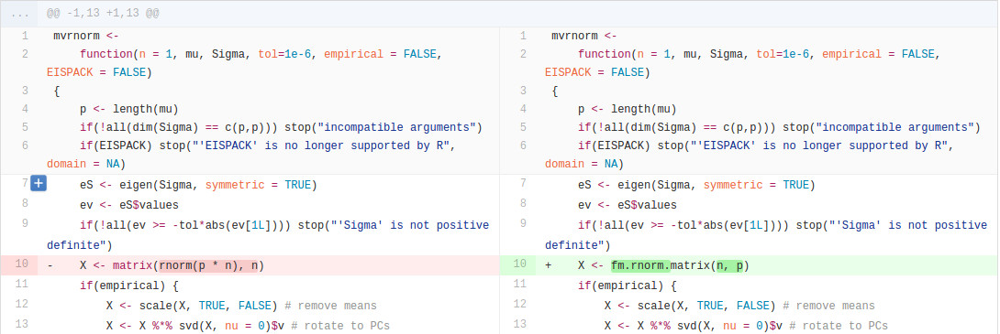 ... @@ -1,13 +1,13 @@
1 mvrnorm <-
2 function(n = 1, mu, Sigma, tol=1e-6, empirical = FALSE,
EISPACK = FALSE)
3 {
4 p <- length(mu)
5 if(!all(dim(Sigma) == c(p,p))) stop("incompatible arguments")
6 if(EISPACK) stop("'EISPACK' is no longer supported by R",
domain = NA)
7 + eS <- eigen(Sigma, symmetric = TRUE)
8 ev <- eS$values
9 if(!all(ev >= -tol*abs(ev[1L]))) stop("'Sigma' is not positive
definite")
10 - X <- matrix(rnorm(p * n), n)
11 if(empirical) {
12 X <- scale(X, TRUE, FALSE) # remove means
13 X <- X %*% svd(X, nu = 0)$v # rotate to PCs
1 mvrnorm <-
2 function(n = 1, mu, Sigma, tol=1e-6, empirical = FALSE,
EISPACK = FALSE)
3 {
4 p <- length(mu)
5 if(!all(dim(Sigma) == c(p,p))) stop("incompatible arguments")
6 if(EISPACK) stop("'EISPACK' is no longer supported by R",
domain = NA)
7 eS <- eigen(Sigma, symmetric = TRUE)
8 ev <- eS$values
9 if(!all(ev >= -tol*abs(ev[1L]))) stop("'Sigma' is not positive
definite")
10 + X <- fm.rnorm.matrix(n, p)
11 if(empirical) {
12 X <- scale(X, TRUE, FALSE) # remove means
13 X <- X %*% svd(X, nu = 0)$v # rotate to PCs